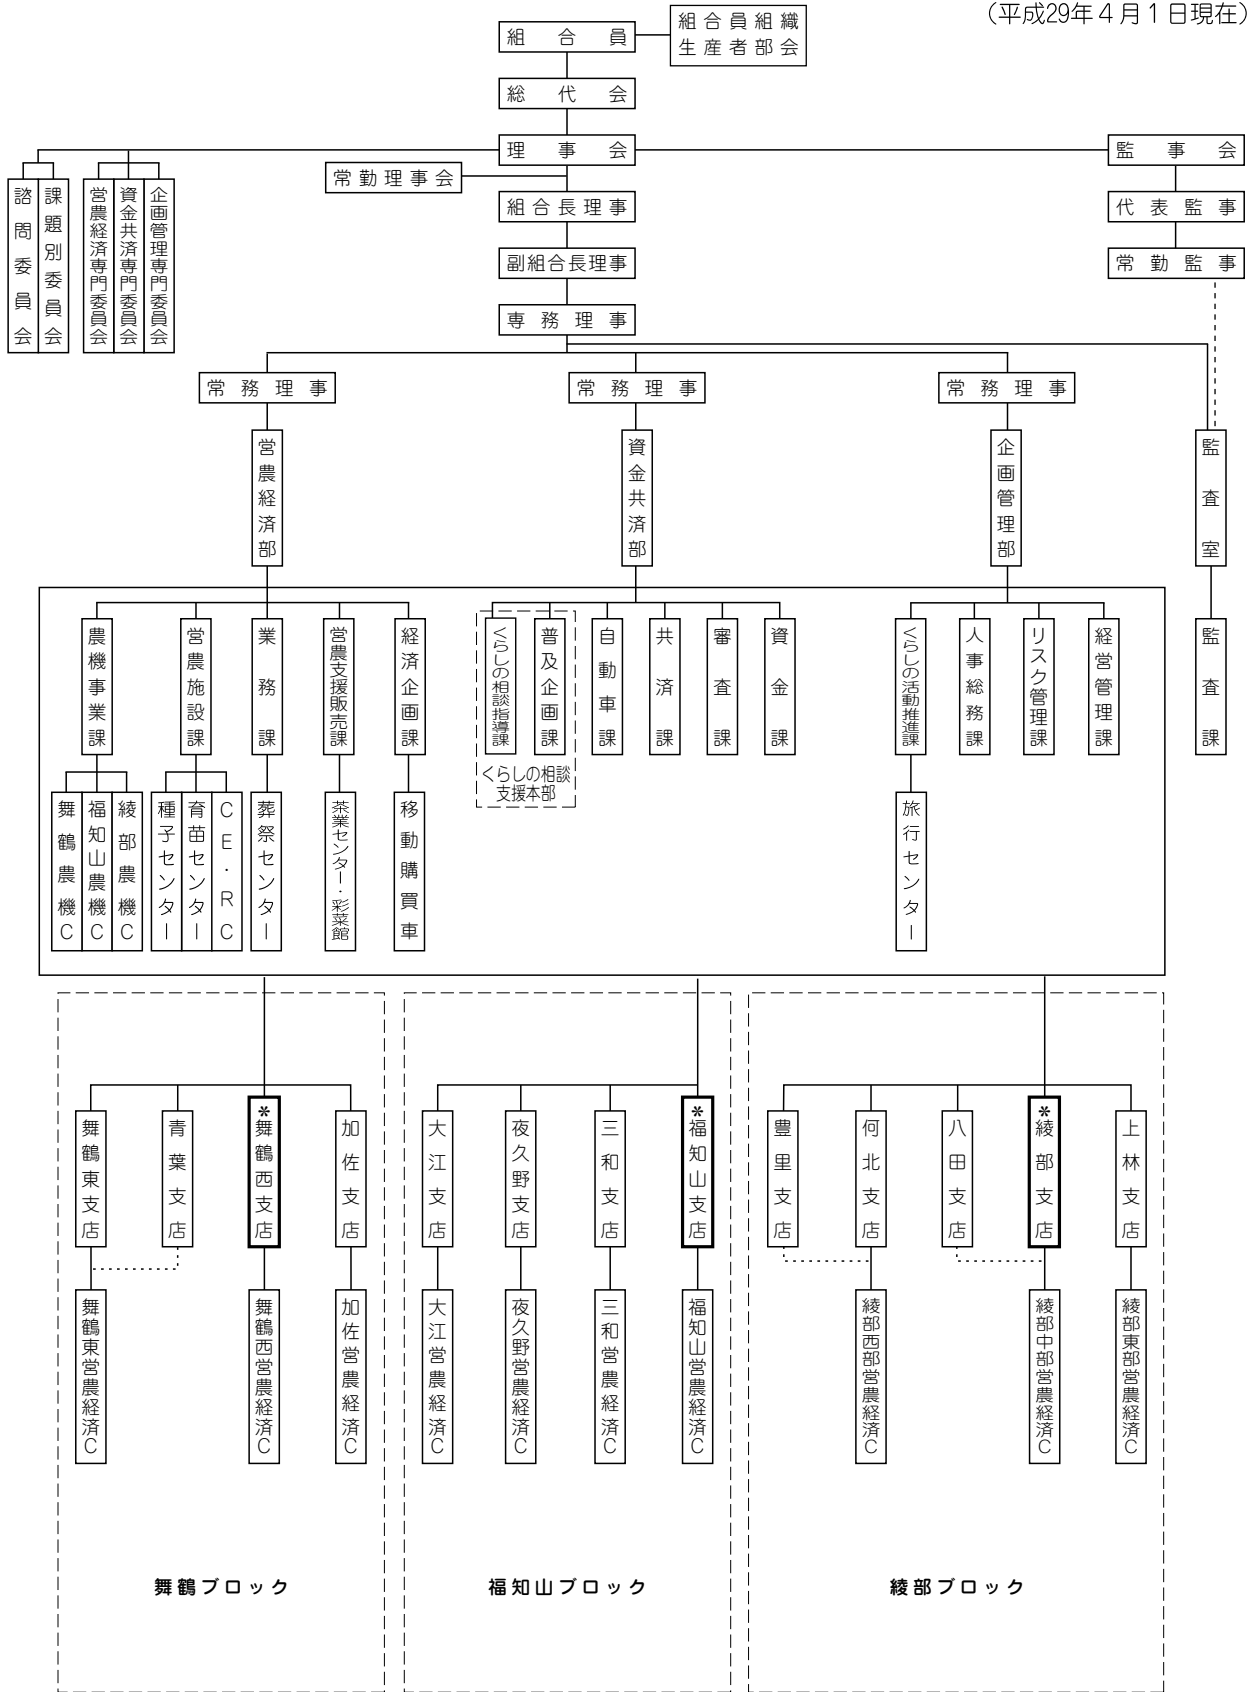 (平成29年4月1日現在)
組合員
組合員組織
生産者部会
総代会
理事会
監事会
常勤理事会
諮問委員会
課題別委員会
営農経済専門委員会
資金共済専門委員会
企画管理専門委員会
組合長理事
代表監事
副組合長理事
常勤監事
専務理事
常務理事
常務理事
常務理事
営農経済部
資金共済部
企画管理部
監査室
農機事業課
営農施設課
業務課
営農支援販売課
経済企画課
くらしの相談指導課
普及企画課
自動車課
共済課
審査課
資金課
くらしの活動推進課
人事総務課
リスク管理課
経営管理課
監査課
くらしの相談
支援本部
舞鶴農機C
福知山農機C
綾部農機C
種子センター
育苗センター
CE・RC
葬祭センター
茶業センター・彩菜館
移動購買車
旅行センター
舞鶴東支店
青葉支店
*舞鶴西支店
加佐支店
大江支店
夜久野支店
三和支店
*福知山支店
豊里支店
何北支店
八田支店
*綾部支店
上林支店
舞鶴東営農経済C
舞鶴西営農経済C
加佐営農経済C
大江営農経済C
夜久野営農経済C
三和営農経済C
福知山営農経済C
綾部西部営農経済C
綾部中部営農経済C
綾部東部営農経済C
舞鶴ブロック
福知山ブロック
綾部ブロック